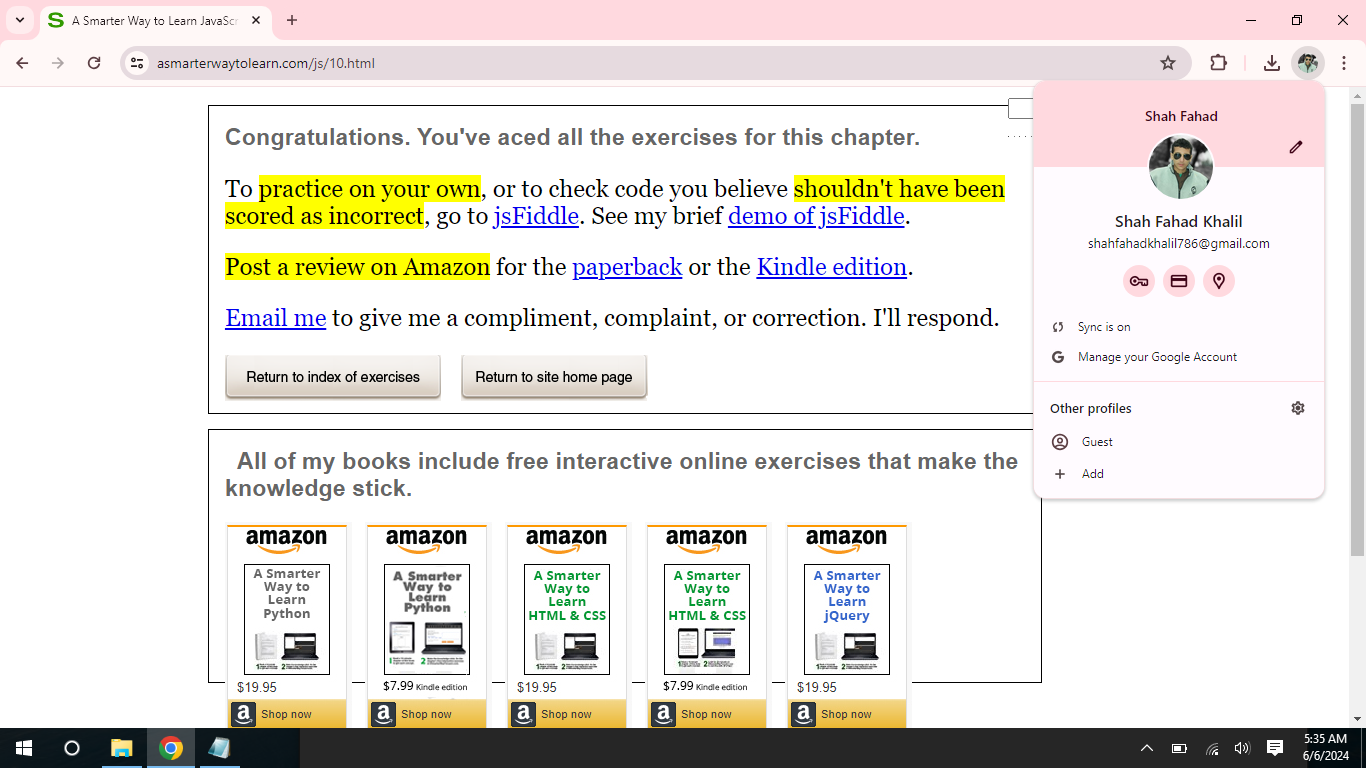 A Smarter Way to Learn JavaScr
asmarterwaytolearn.com/js/10.html
Congratulations. You've aced all the exercises for this chapter.
To practice on your own, or to check code you believe shouldn't have been
scored as incorrect, go to jsFiddle. See my brief demo of jsFiddle.
Post a review on Amazon for the paperback or the Kindle edition.
Email me to give me a compliment, complaint, or correction. I'll respond.
Return to index of exercises Return to site home page
Shah Fahad
Shah Fahad Khalil
shahfahadkhalil786@gmail.com
Sync is on
Manage your Google Account
Other profiles
Guest
Add
All of my books include free interactive online exercises that make the
knowledge stick.
amazon
A Smarter
Way to
Learn
Python
$19.95
Shop now
amazon
A Smarter
Way to
Learn
Python
$7.99 Kindle edition
Shop now
amazon
A Smarter
Way to
Learn
HTML & CSS
$19.95
Shop now
amazon
A Smarter
Way to
Learn
HTML & CSS
$7.99 Kindle edition
Shop now
amazon
A Smarter
Way to
Learn
jQuery
$19.95
Shop now
5:35 AM
6/6/2024